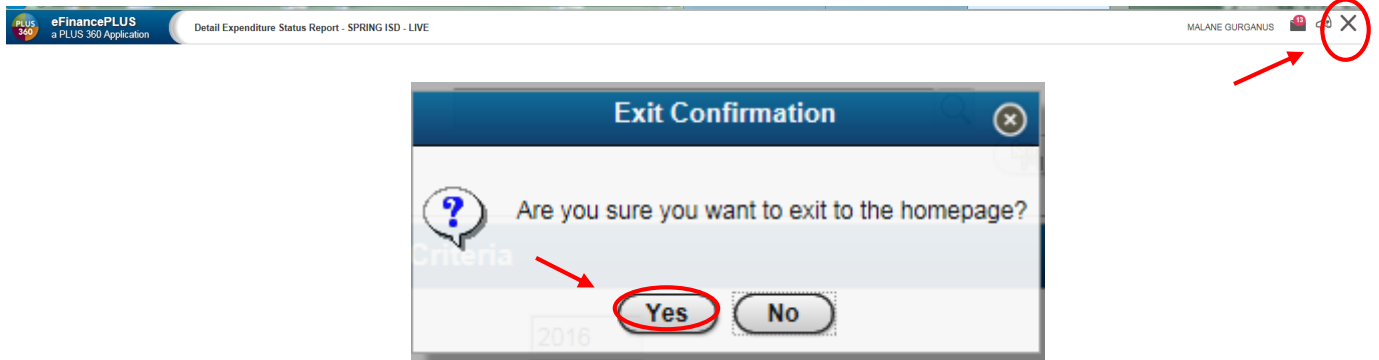 PLUS
360
eFinancePLUS
a PLUS 360 Application
Detail Expenditure Status Report - SPRING ISD - LIVE
MALANE GURGANUS
13
Exit Confirmation
Are you sure you want to exit to the homepage?
Criteria
Yes
No
2016